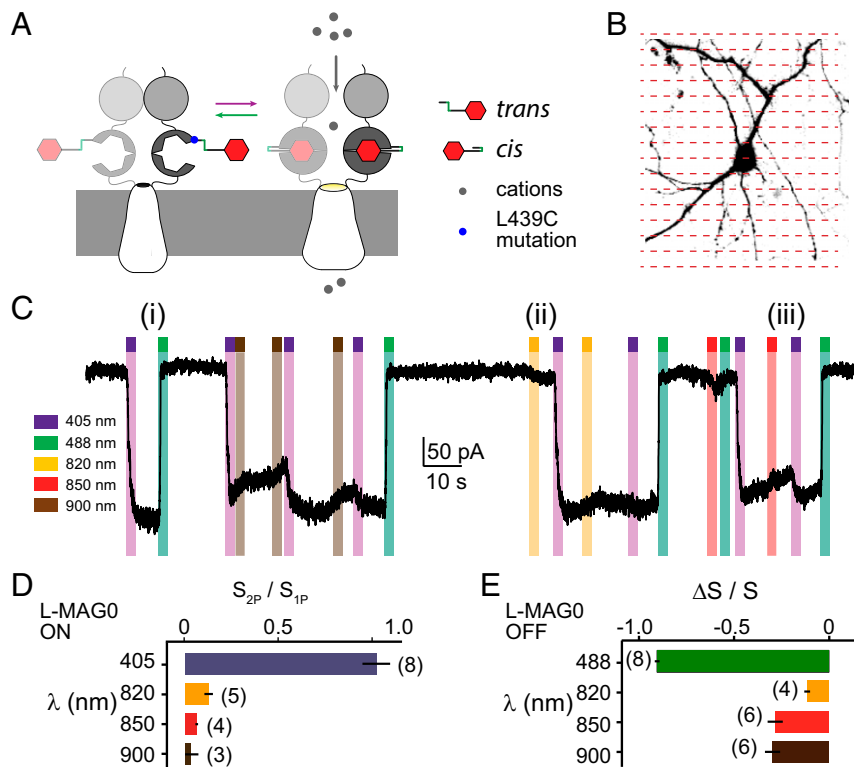 A
B
trans
cis
cations
L439C
mutation
C
(i)
(ii)
(iii)
405 nm
488 nm
820 nm
850 nm
900 nm
50 pA
10 s
D
S2P / S1P
L-MAG0
ON
0
0.5
1.0
λ (nm)
405
(8)
820
(5)
850
(4)
900
(3)
E
ΔS / S
L-MAG0
OFF
-1.0
-0.5
0
λ (nm)
488
(8)
820
(4)
850
(6)
900
(6)